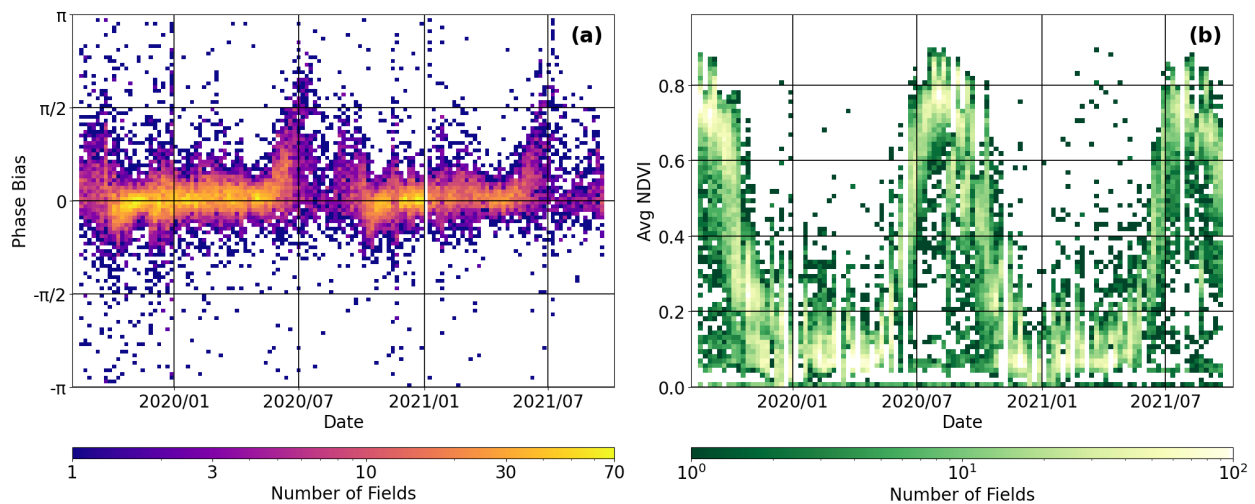 (a)
π
π/2
0
-π/2
-π
Phase Bias
2020/01 2020/07 2021/01 2021/07
Date
1 3 10 30 70
Number of Fields
(b)
0.8
0.6
0.4
0.2
0.0
Avg NDVI
2020/01 2020/07 2021/01 2021/07
Date
10⁰ 10¹ 10²
Number of Fields